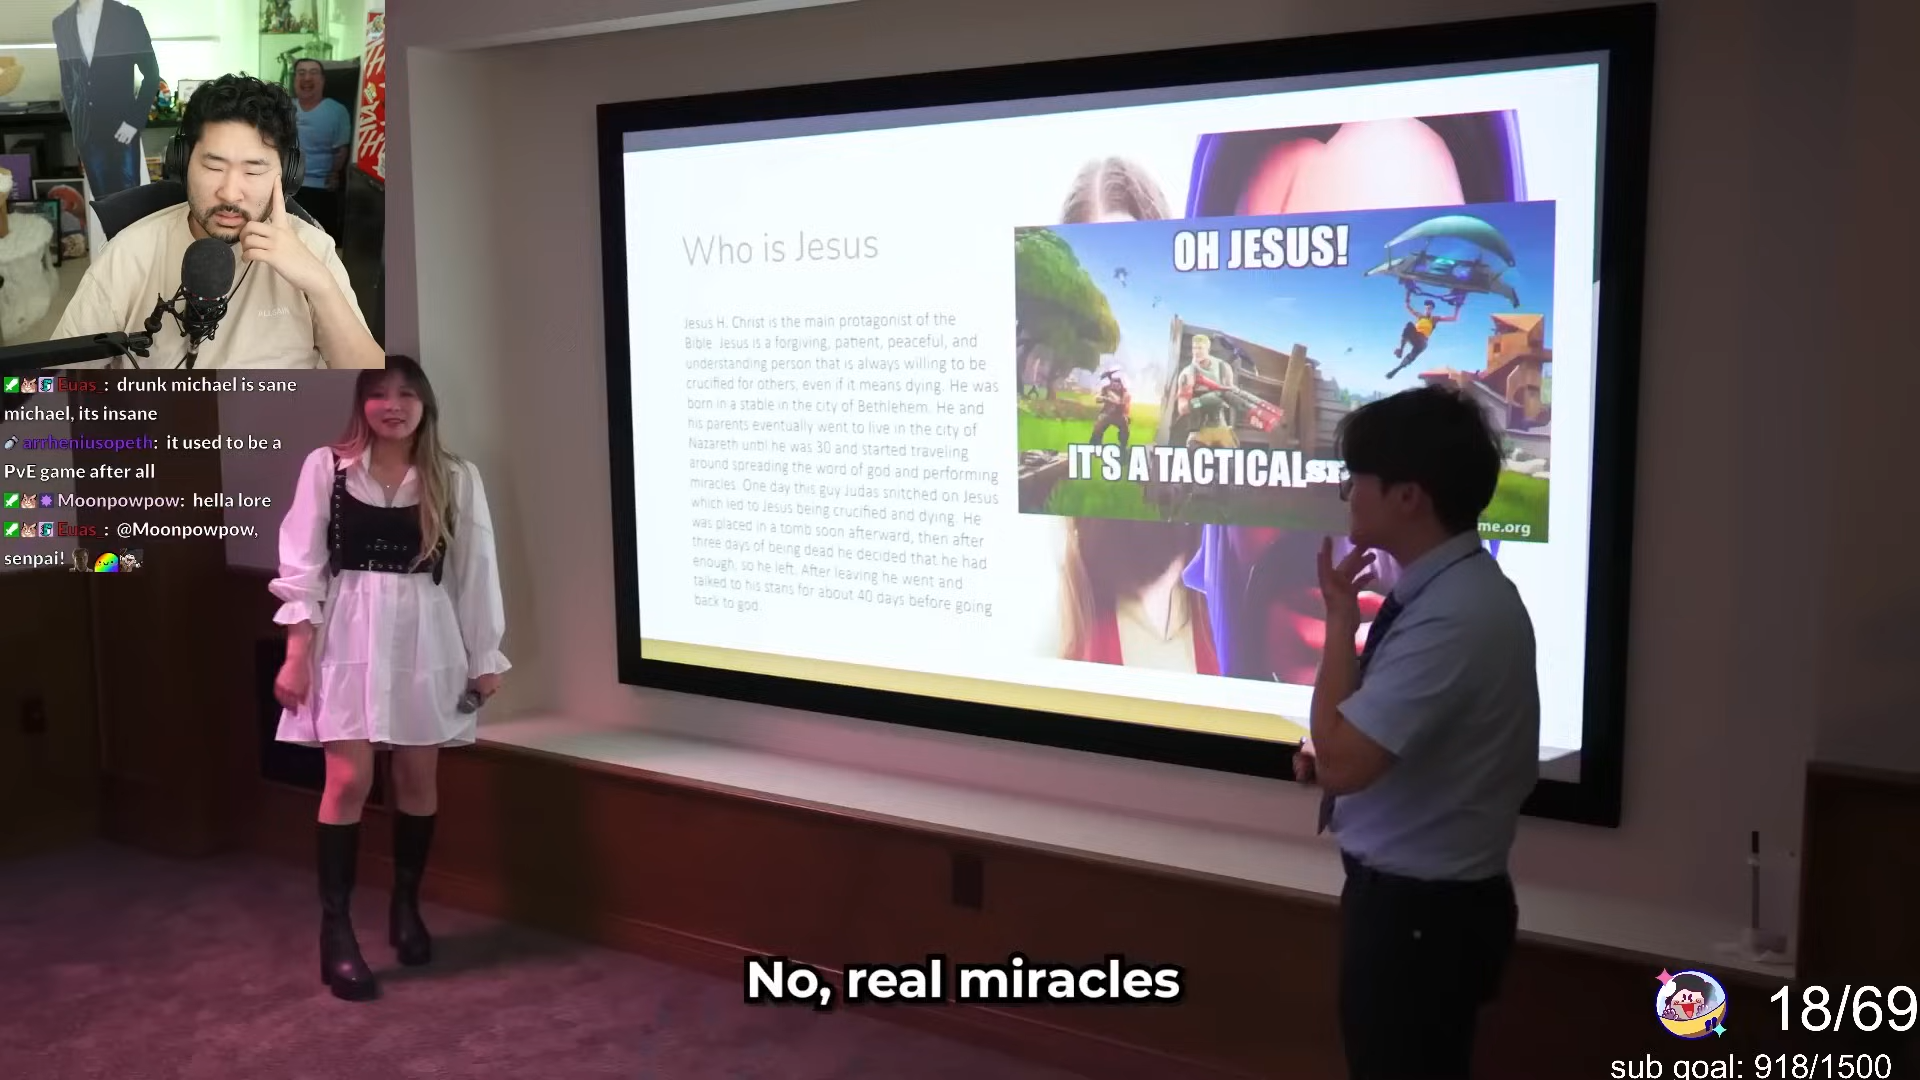 Euas_: drunk michael is sane
michael, its insane
arrheniusopeth: it used to be a
PvE game after all
Moonpowpow: hella lore
Euas_: @Moonpowpow,
senpai!
Who is Jesus
Jesus H. Christ is the main protagonist of the
Bible. Jesus is a forgiving, patient, peaceful, and
understanding person that is always willing to be
crucified for others, even if it means dying. He was
born in a stable in the city of Bethlehem. He and
his parents eventually went to live in the city of
Nazareth until he was 30 and started traveling
around spreading the word of god and performing
miracles. One day this guy Judas snitched on Jesus
which led to Jesus being crucified and dying. He
was placed in a tomb soon afterward, then after
three days of being dead he decided that he had
enough, so he left. After leaving he went and
talked to his stans for about 40 days before going
back to god.
OH JESUS!
IT'S A TACTICAL
me.org
No, real miracles
18/69
sub goal: 918/1500